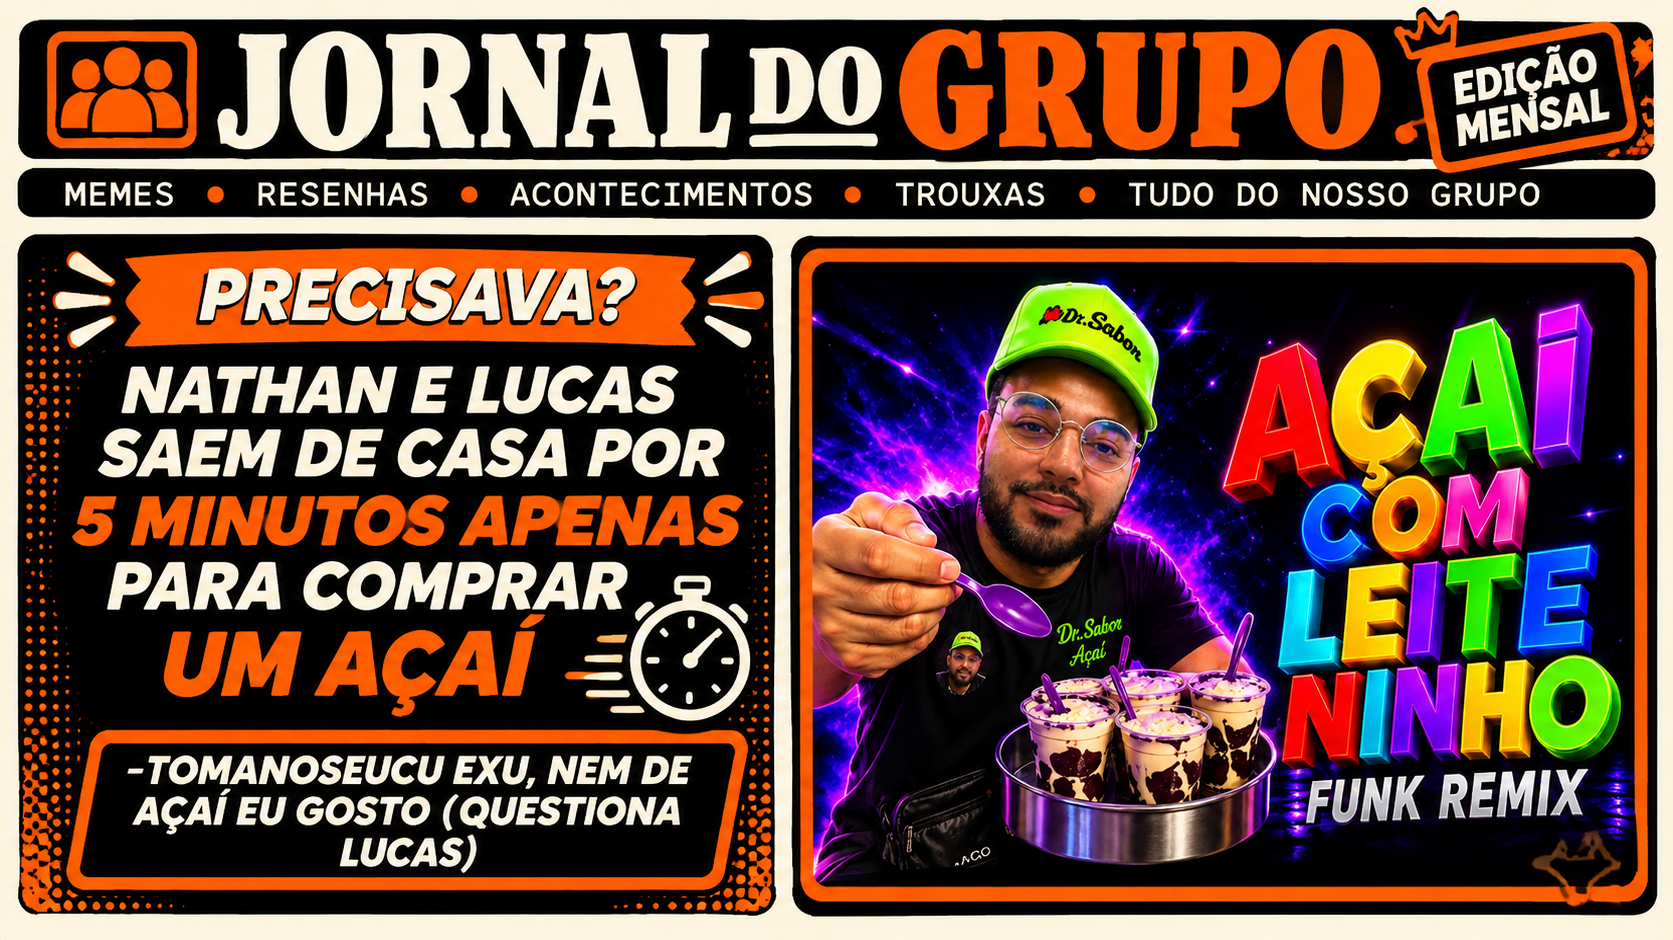 JORNAL DO GRUPO
EDIÇÃO
MENSAL
MEMES • RESENHAS • ACONTECIMENTOS • TROUXAS • TUDO DO NOSSO GRUPO
PRECISAVA?
NATHAN E LUCAS
SAEM DE CASA POR
5 MINUTOS APENAS
PARA COMPRAR
UM AÇAÍ
-TOMANOSEUCU EXU, NEM DE
AÇAÍ EU GOSTO (QUESTIONA
LUCAS)
Dr. Sabor
Dr. Sabor
Açaí
AÇAÍ
COM
LEITE
NINHO
FUNK REMIX